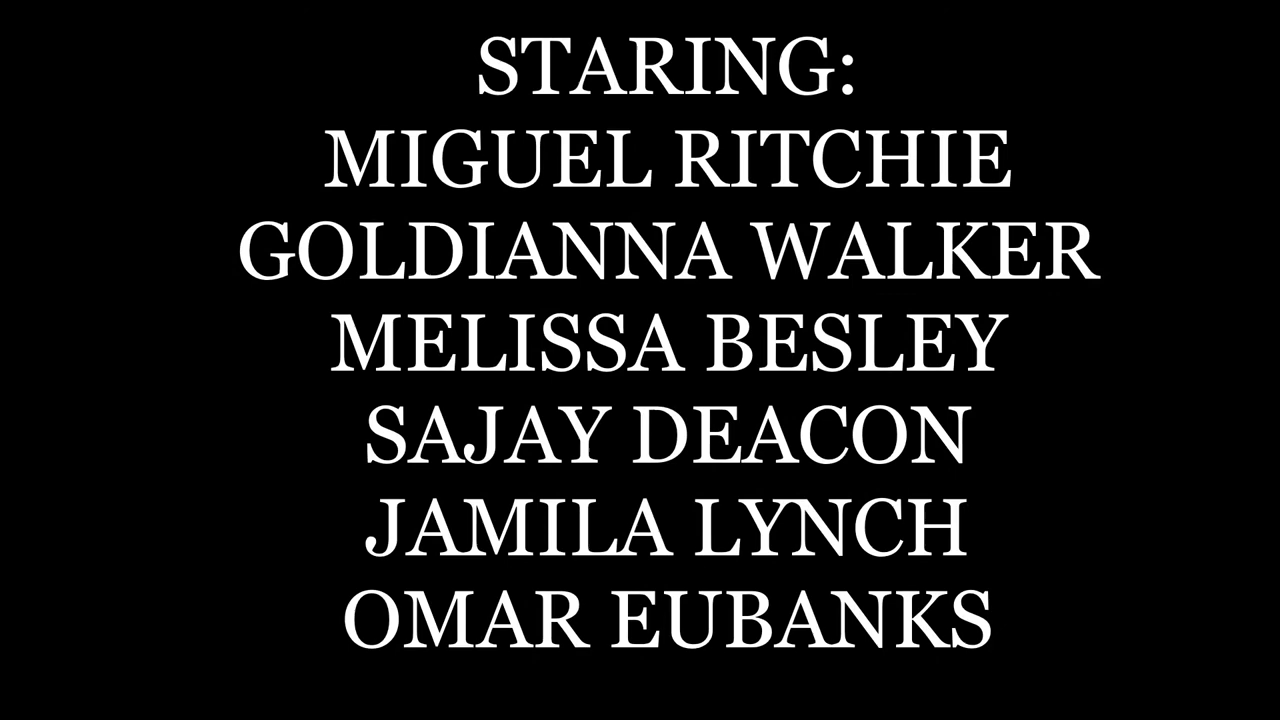 STARING:
MIGUEL RITCHIE
GOLDIANNA WALKER
MELISSA BESLEY
SAJAY DEACON
JAMILA LYNCH
OMAR EUBANKS